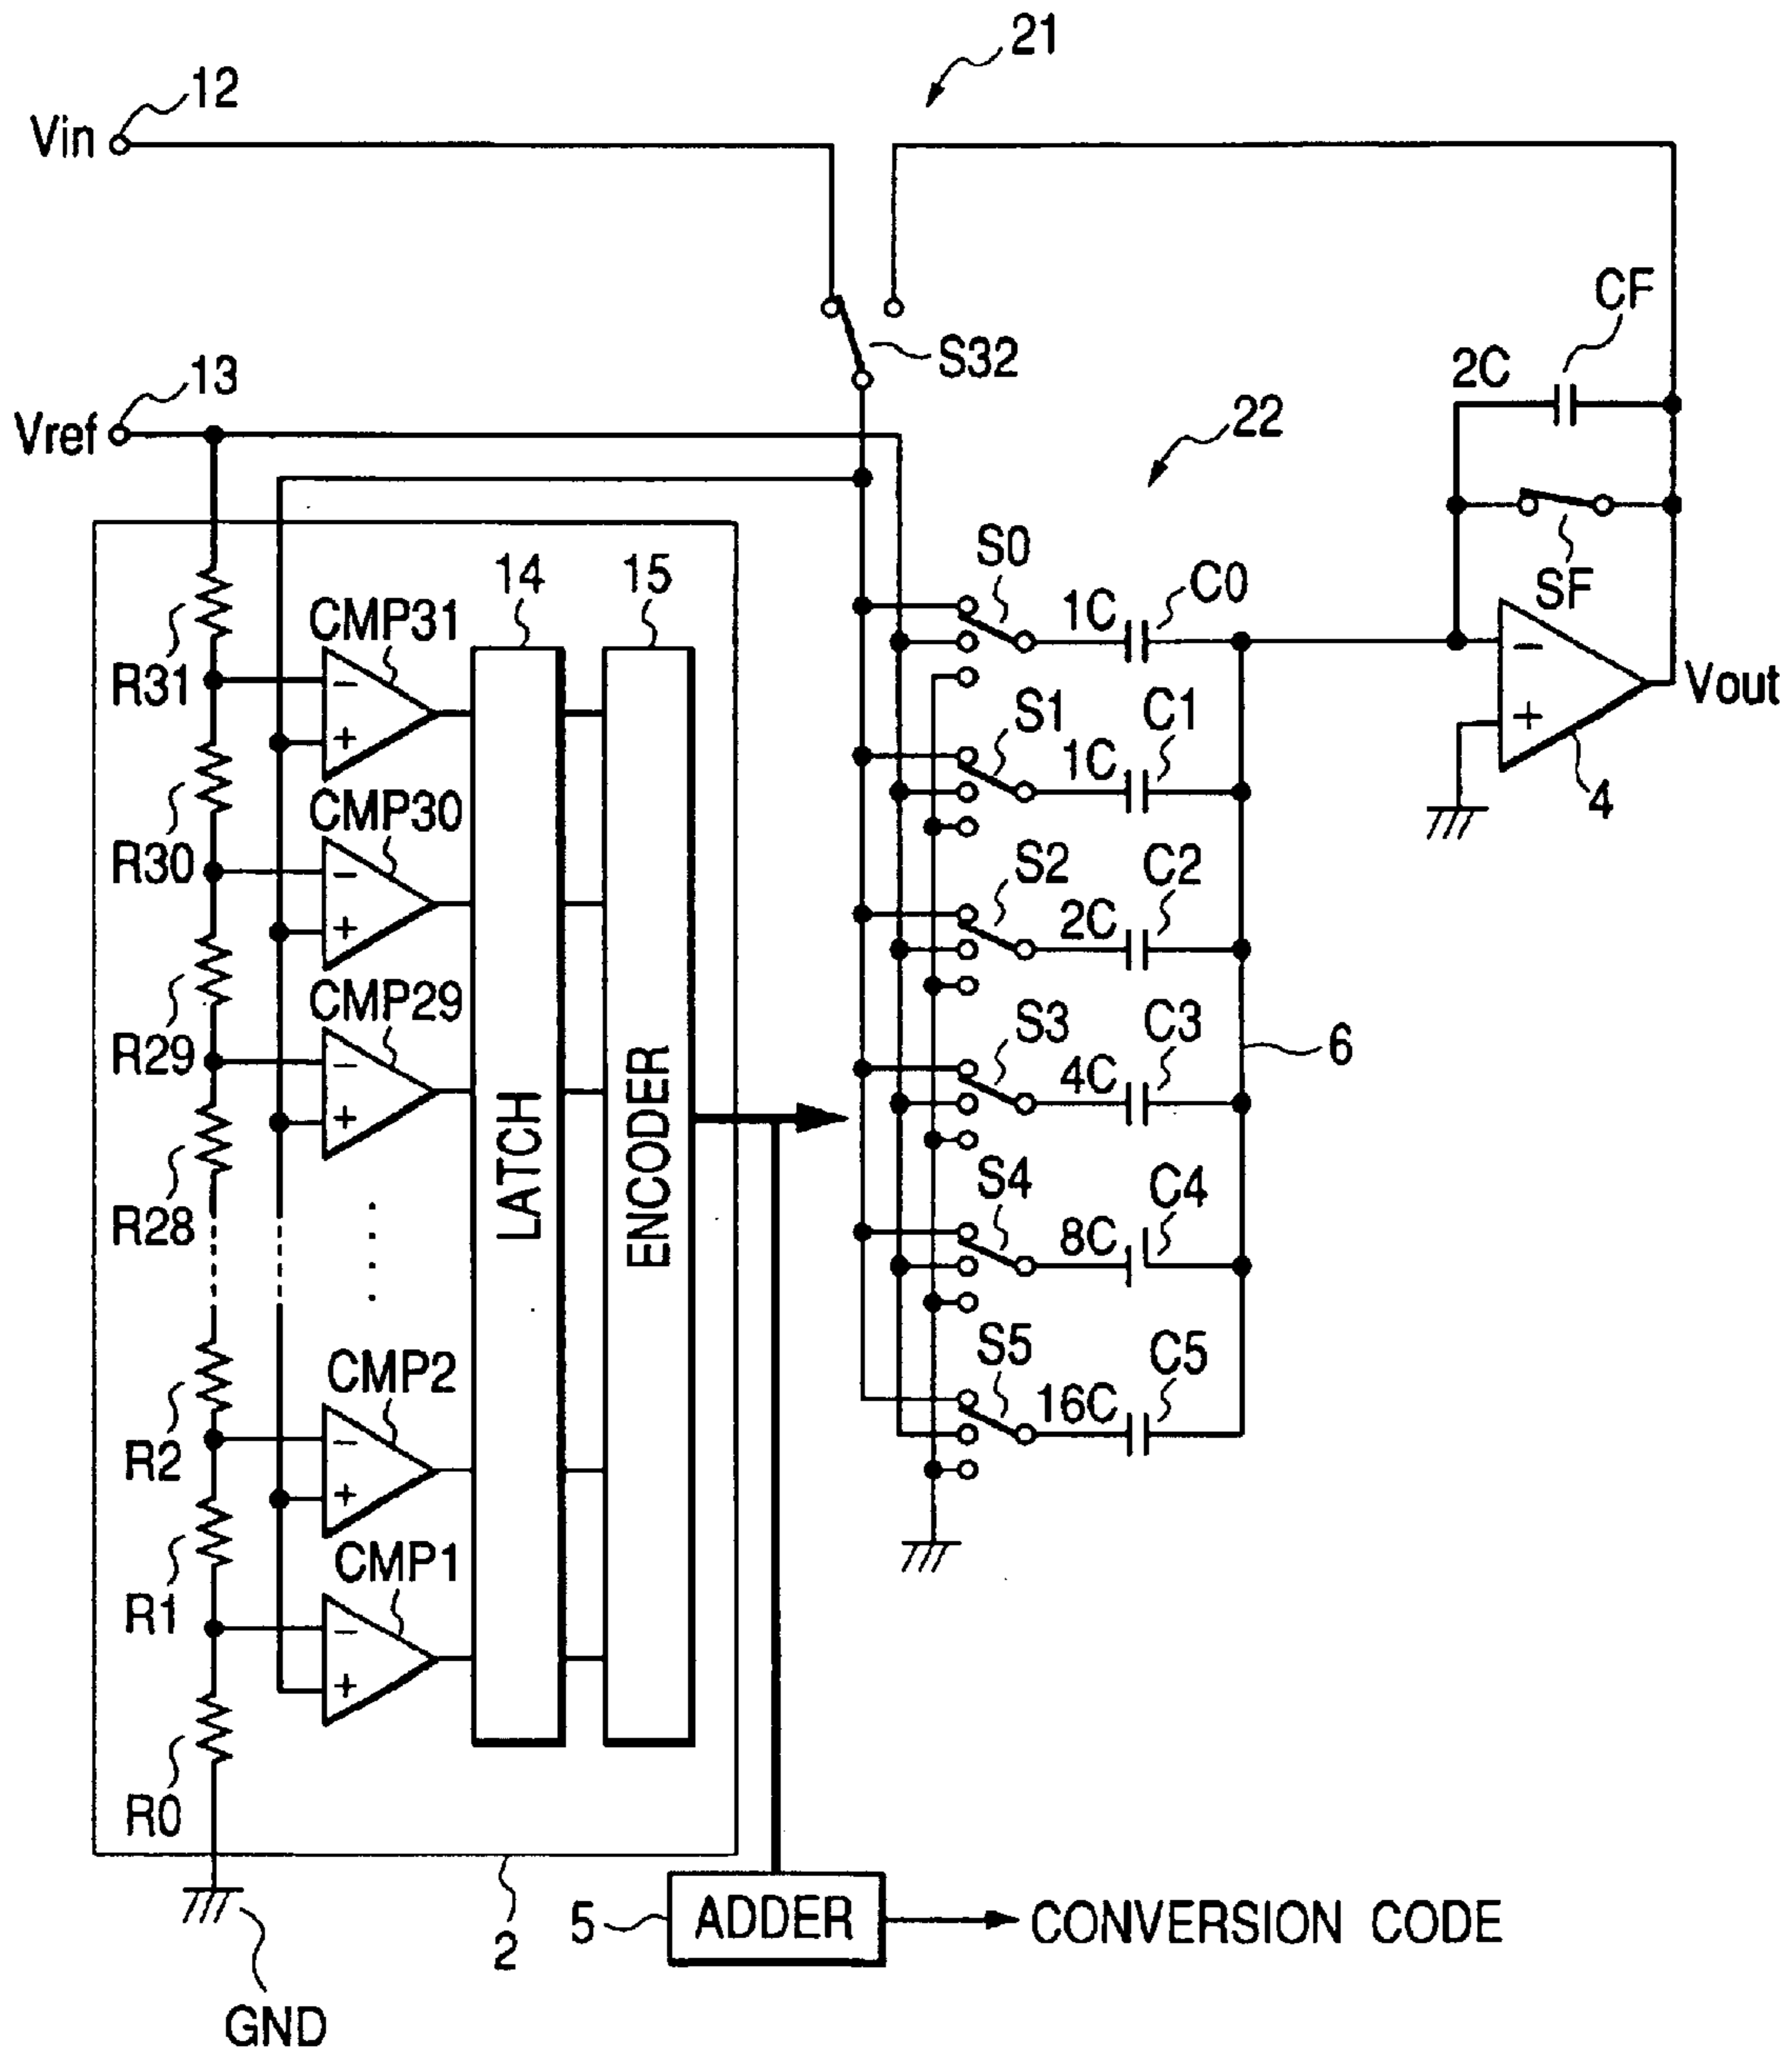 21
12
Vin
CF
S32
2C
13
Vref
22
SF
S0
1C
C0
14
15
CMP31
R31
−
+
−
+
Vout
4
S1
1C
C1
CMP30
R30
−
+
S2
2C
C2
CMP29
R29
−
+
S3
4C
C3
6
LATCH
ENCODER
R28
S4
8C
C4
S5
16C
C5
CMP2
R2
−
+
CMP1
R1
−
+
R0
2
5
ADDER
CONVERSION CODE
GND